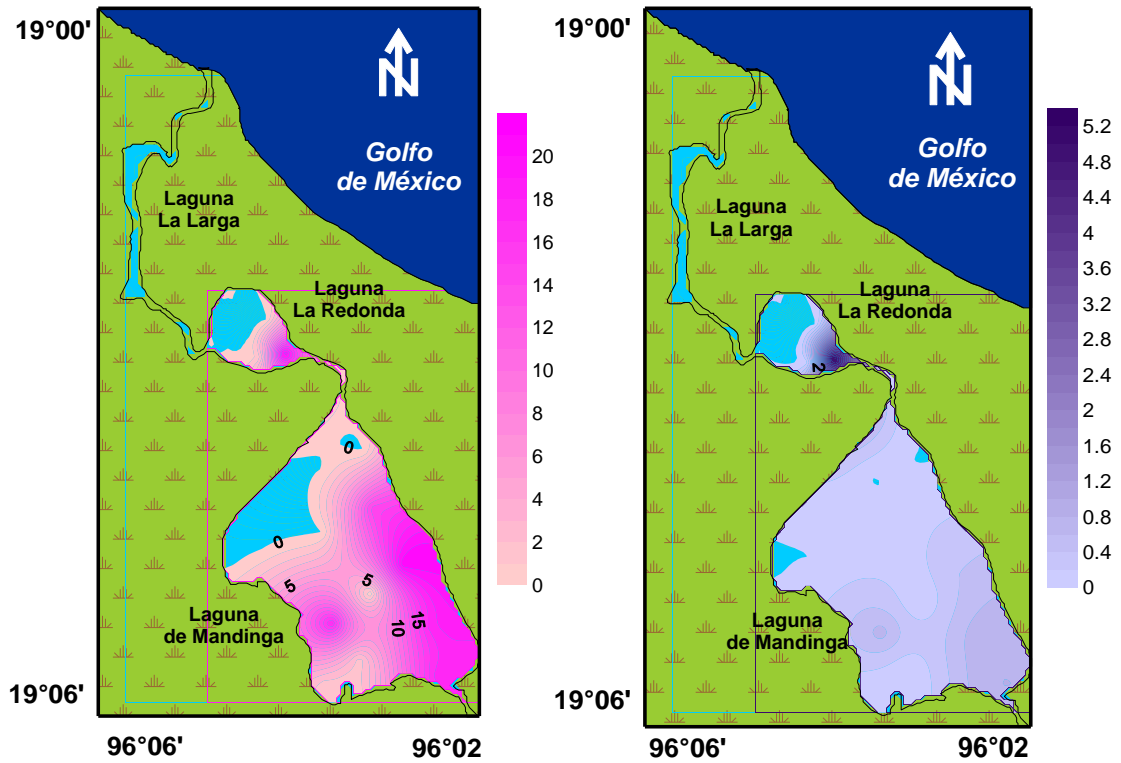 19°00'
N
Golfo
de México
Laguna
La Larga
Laguna
La Redonda
Laguna
de Mandinga
0
0
5
5
10
15
19°06'
96°06'
96°02
20
18
16
14
12
10
8
6
4
2
0
19°00'
N
Golfo
de México
Laguna
La Larga
Laguna
La Redonda
2
Laguna
de Mandinga
19°06'
96°06'
96°02
5.2
4.8
4.4
4
3.6
3.2
2.8
2.4
2
1.6
1.2
0.8
0.4
0